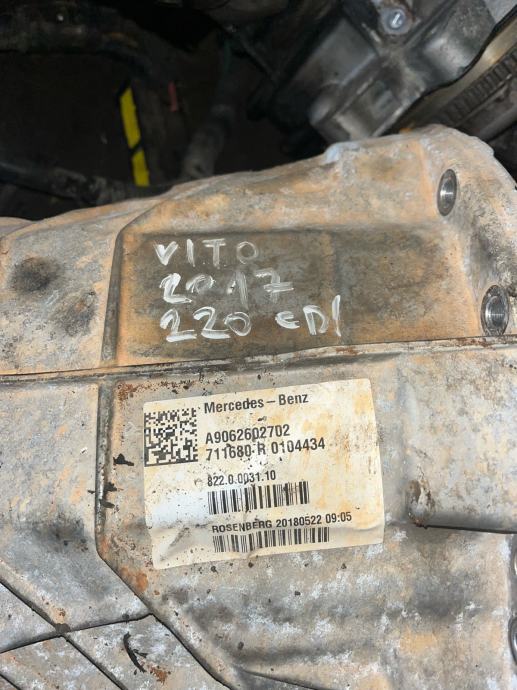 VITO
2017
220 CDI
Mercedes-Benz
A9062602702
711680 R 0104434
822.0.0031.10
ROSENBERG 20180522 09:05